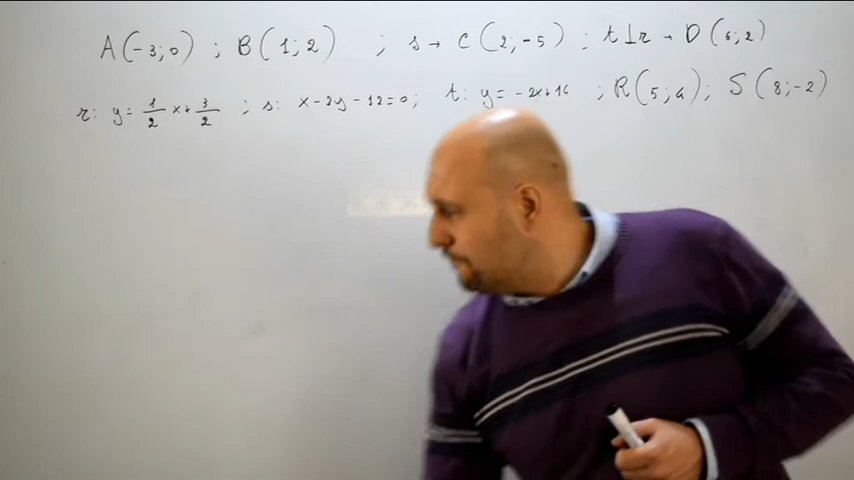 A(-3;0) ; B(1;2) ; s → C(2;-5) ; t⊥r → D(6;2)
r: y= 1/2 x+ 3/2 ; s: x-2y-12=0; t: y= -2x+14 ; R(5;4); S(8;-2)